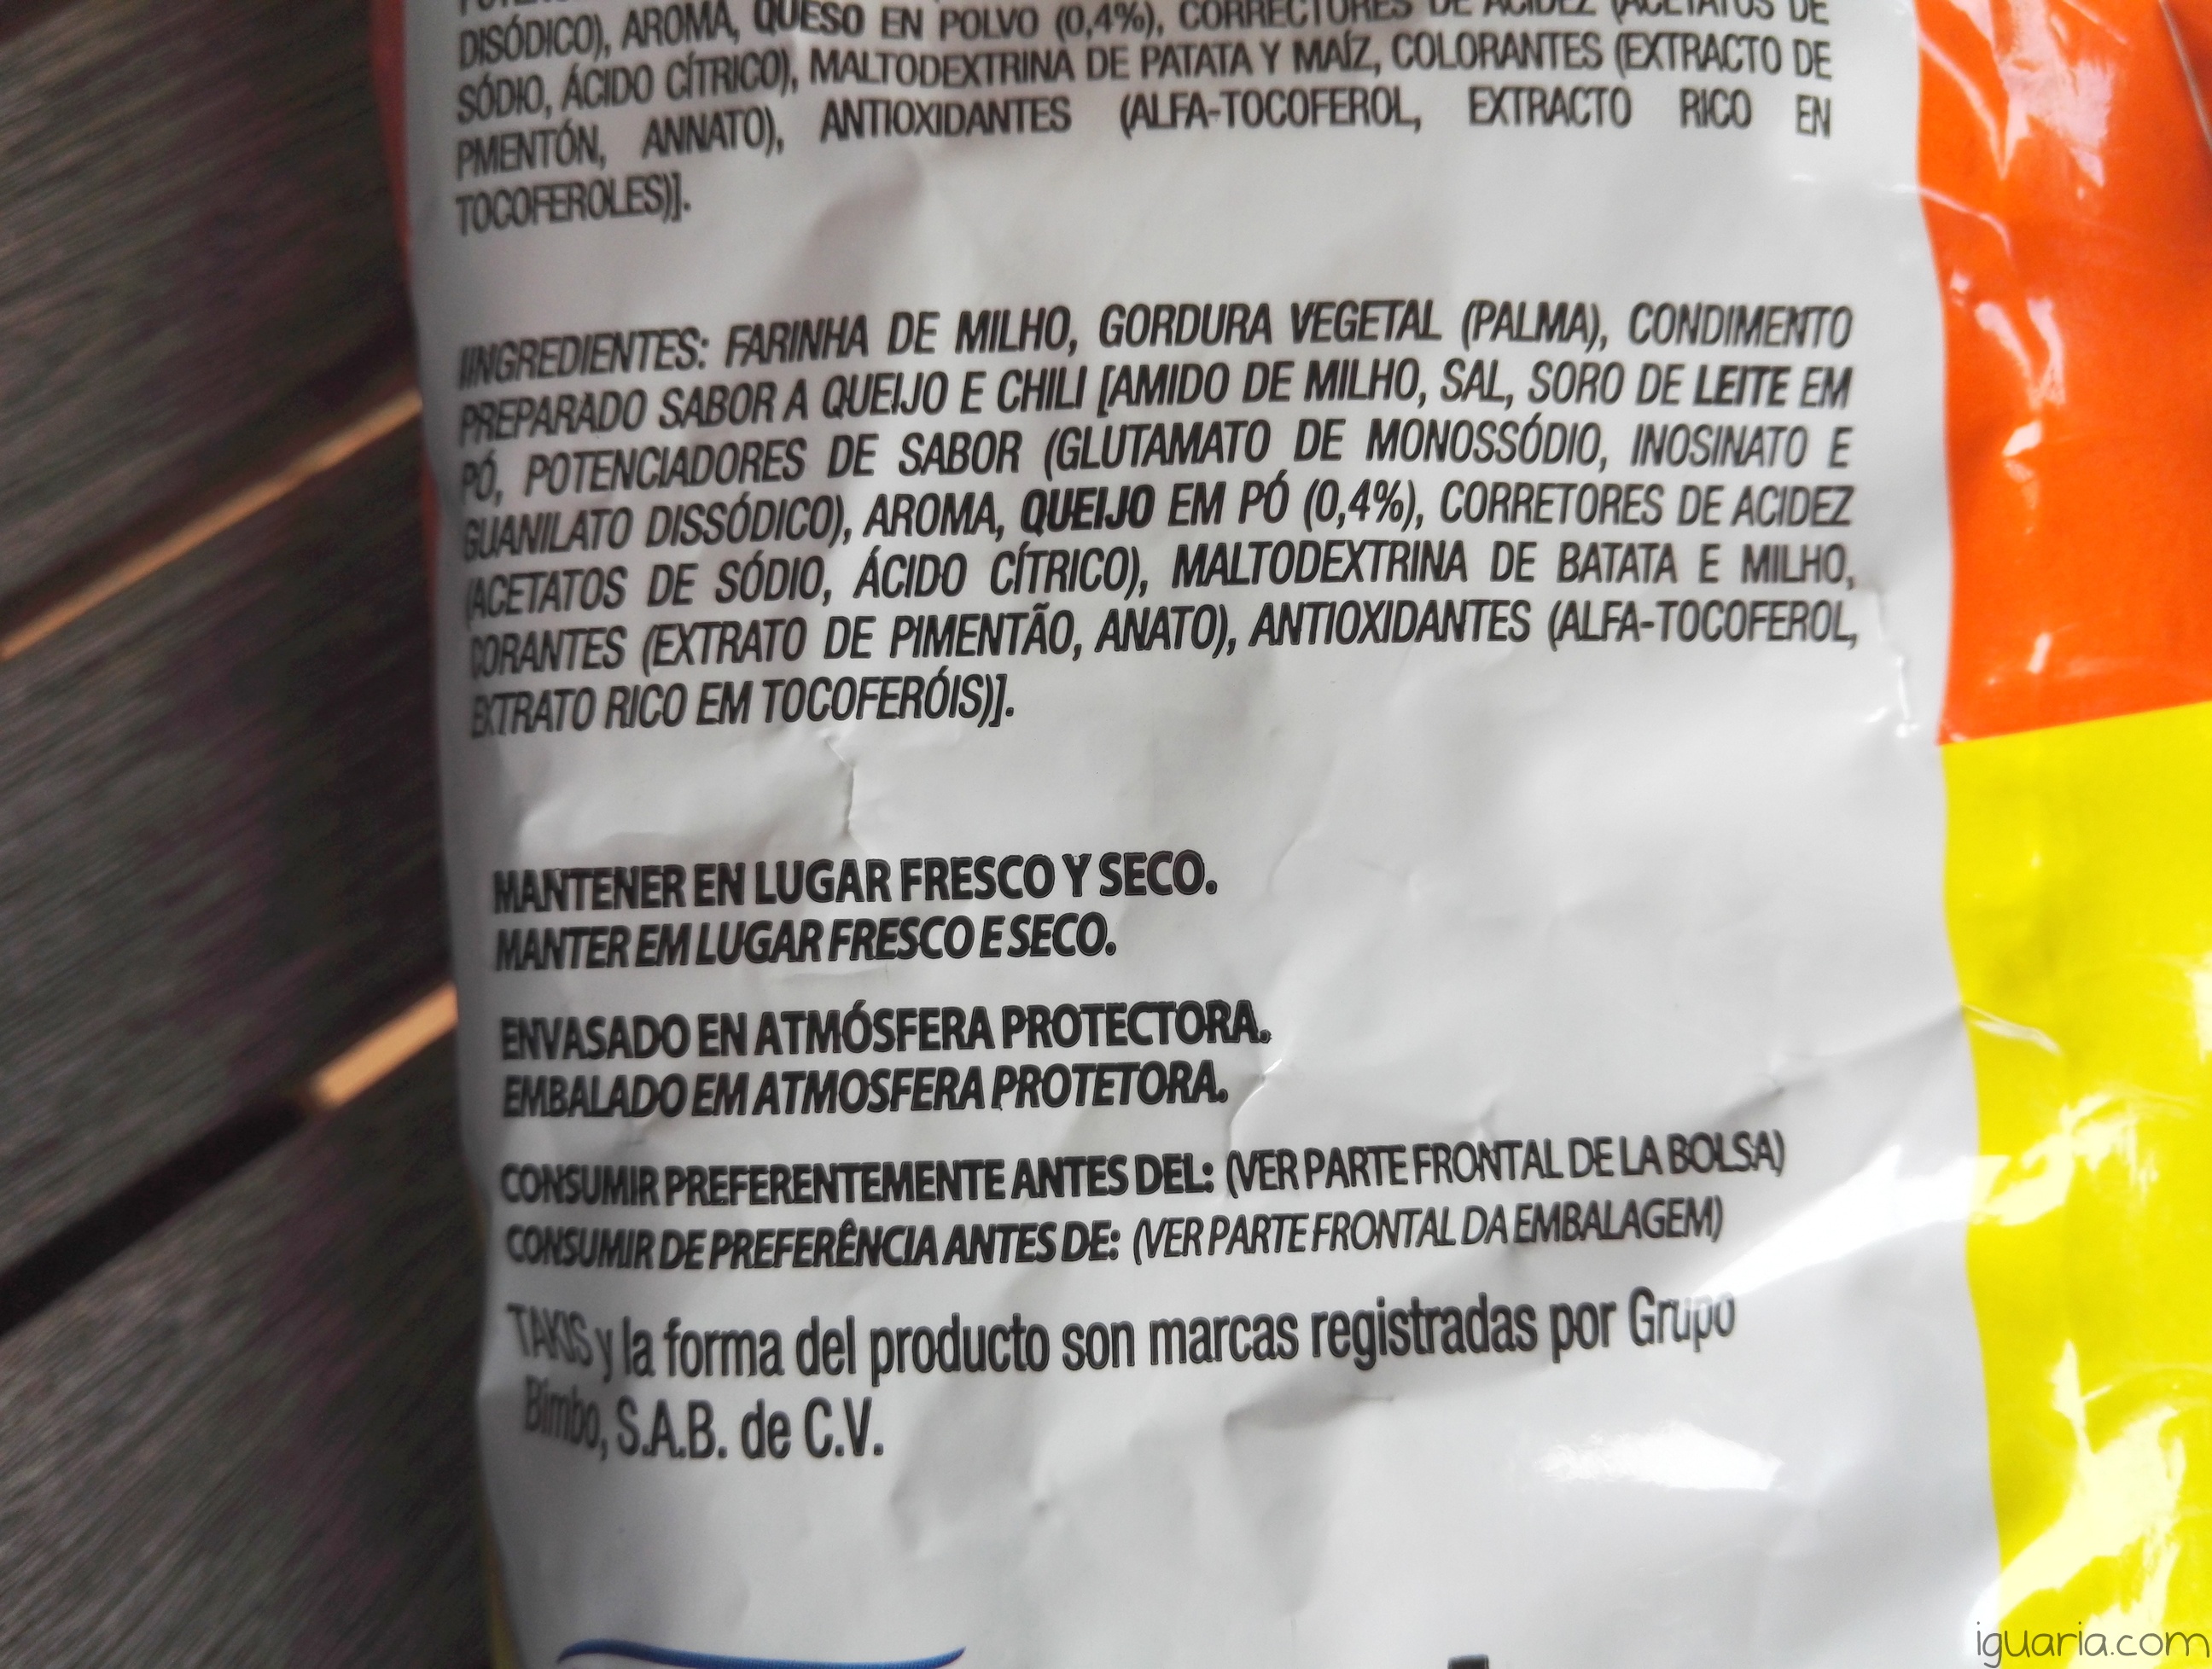 DISÓDICO), AROMA, QUESO EN POLVO (0,4%), CORRECTORES DE ACIDEZ (ACETATOS DE
SÓDIO, ÁCIDO CÍTRICO), MALTODEXTRINA DE PATATA Y MAÍZ, COLORANTES (EXTRACTO DE
PMENTÓN, ANNATO), ANTIOXIDANTES (ALFA-TOCOFEROL, EXTRACTO RICO EN
TOCOFEROLES)].
IINGREDIENTES: FARINHA DE MILHO, GORDURA VEGETAL (PALMA), CONDIMENTO
PREPARADO SABOR A QUEIJO E CHILI [AMIDO DE MILHO, SAL, SORO DE LEITE EM
PÓ, POTENCIADORES DE SABOR (GLUTAMATO DE MONOSSÓDIO, INOSINATO E
GUANILATO DISSÓDICO), AROMA, QUEIJO EM PÓ (0,4%), CORRETORES DE ACIDEZ
(ACETATOS DE SÓDIO, ÁCIDO CÍTRICO), MALTODEXTRINA DE BATATA E MILHO,
CORANTES (EXTRATO DE PIMENTÃO, ANATO), ANTIOXIDANTES (ALFA-TOCOFEROL,
EXTRATO RICO EM TOCOFERÓIS)].
MANTENER EN LUGAR FRESCO Y SECO.
MANTER EM LUGAR FRESCO E SECO.
ENVASADO EN ATMÓSFERA PROTECTORA.
EMBALADO EM ATMOSFERA PROTETORA.
CONSUMIR PREFERENTEMENTE ANTES DEL: (VER PARTE FRONTAL DE LA BOLSA)
CONSUMIR DE PREFERÊNCIA ANTES DE: (VER PARTE FRONTAL DA EMBALAGEM)
TAKIS y la forma del producto son marcas registradas por Grupo
Bimbo, S.A.B. de C.V.
iguaria.com